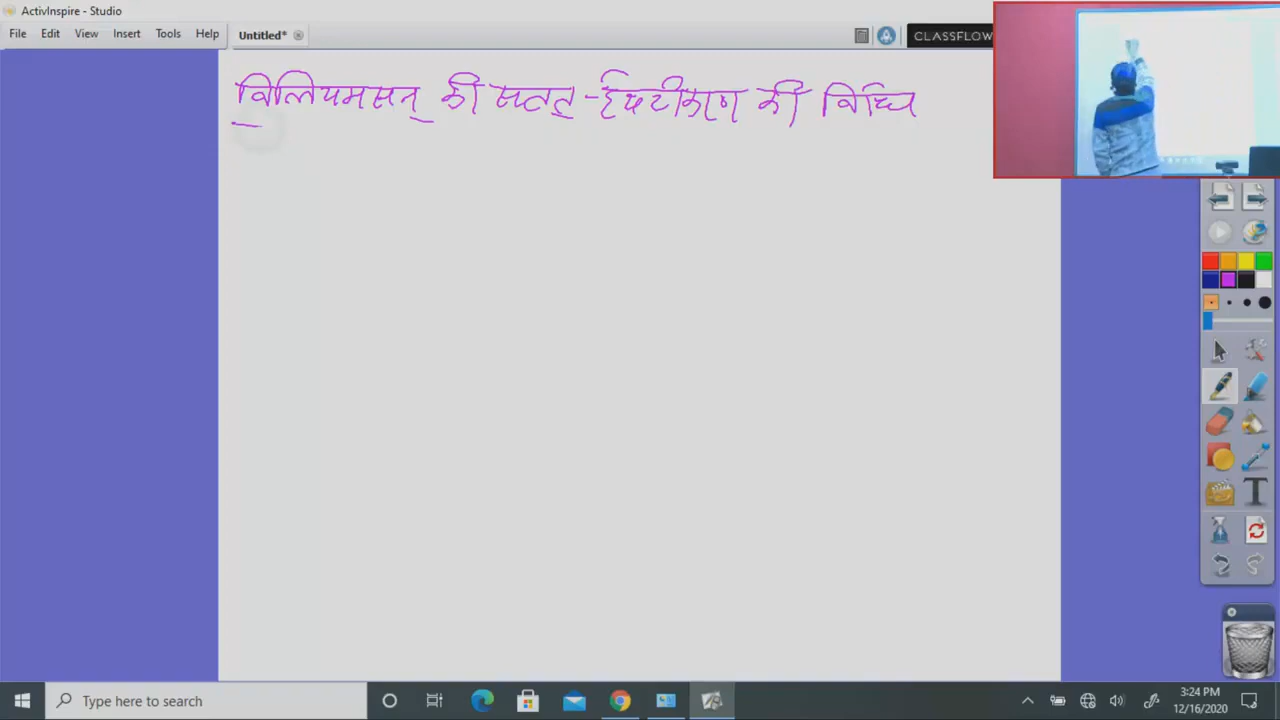 ActivInspire - Studio
File Edit View Insert Tools Help Untitled* CLASSFLOW
विलियमसन् की सतत् - ईथरीकरण की विधि
Type here to search
3:24 PM
12/16/2020